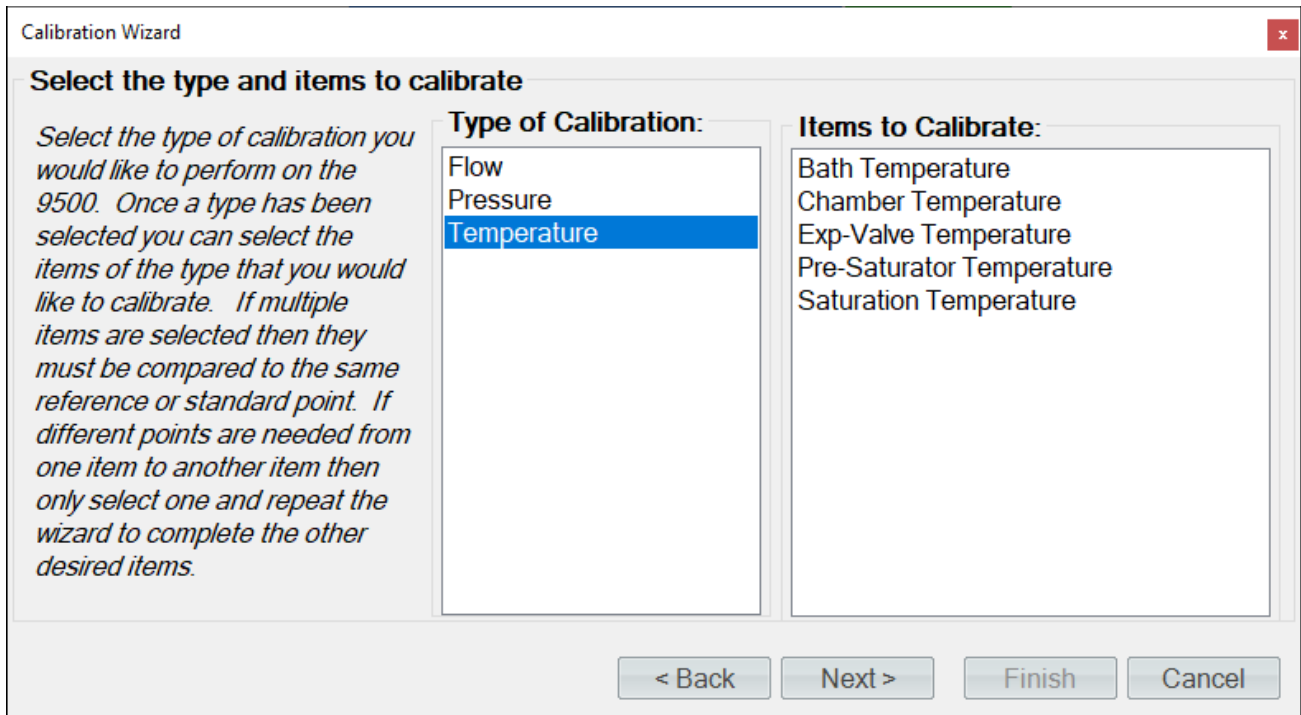 Calibration Wizard
x
Select the type and items to calibrate
Select the type of calibration you
would like to perform on the
9500.  Once a type has been
selected you can select the
items of the type that you would
like to calibrate.   If multiple
items are selected then they
must be compared to the same
reference or standard point.  If
different points are needed from
one item to another item then
only select one and repeat the
wizard to complete the other
desired items.
Type of Calibration:
Flow
Pressure
Temperature
Items to Calibrate:
Bath Temperature
Chamber Temperature
Exp-Valve Temperature
Pre-Saturator Temperature
Saturation Temperature
< Back
Next >
Finish
Cancel